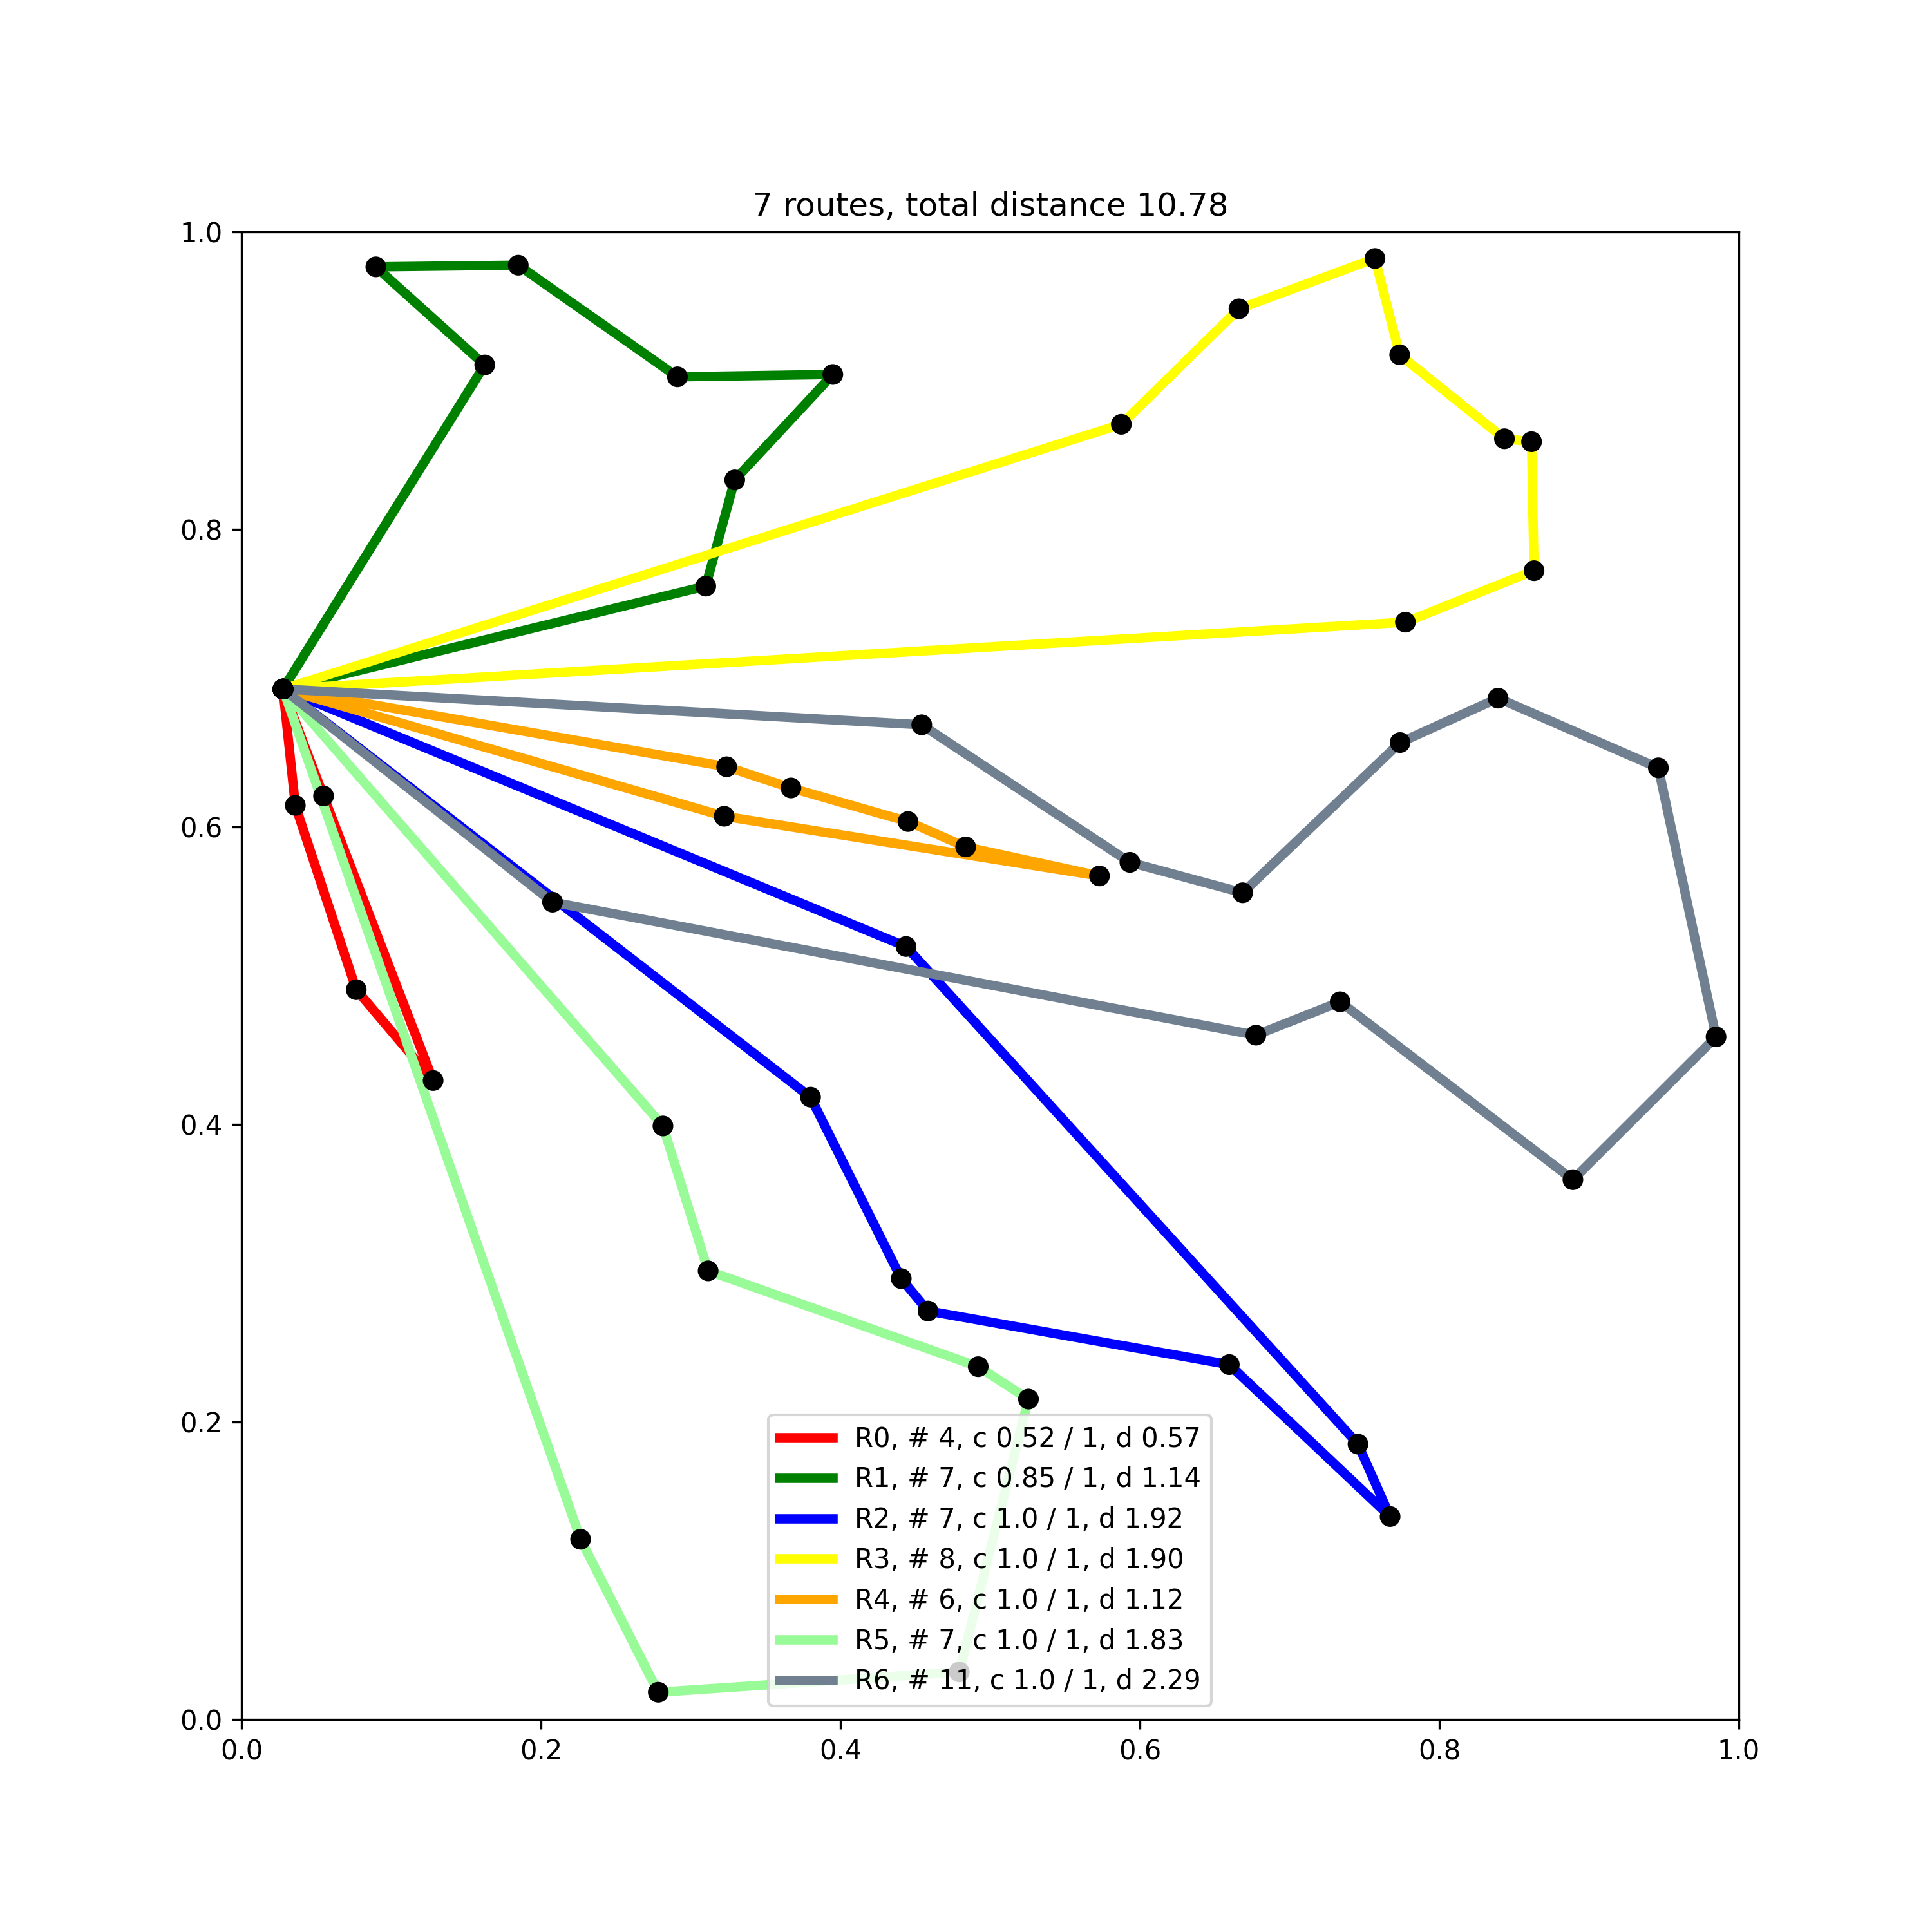 7 routes, total distance 10.78
1.0
0.8
0.6
0.4
0.2
0.0
R0, # 4, c 0.52 / 1, d 0.57
R1, # 7, c 0.85 / 1, d 1.14
R2, # 7, c 1.0 / 1, d 1.92
R3, # 8, c 1.0 / 1, d 1.90
R4, # 6, c 1.0 / 1, d 1.12
R5, # 7, c 1.0 / 1, d 1.83
R6, # 11, c 1.0 / 1, d 2.29
0.0 0.2 0.4 0.6 0.8 1.0